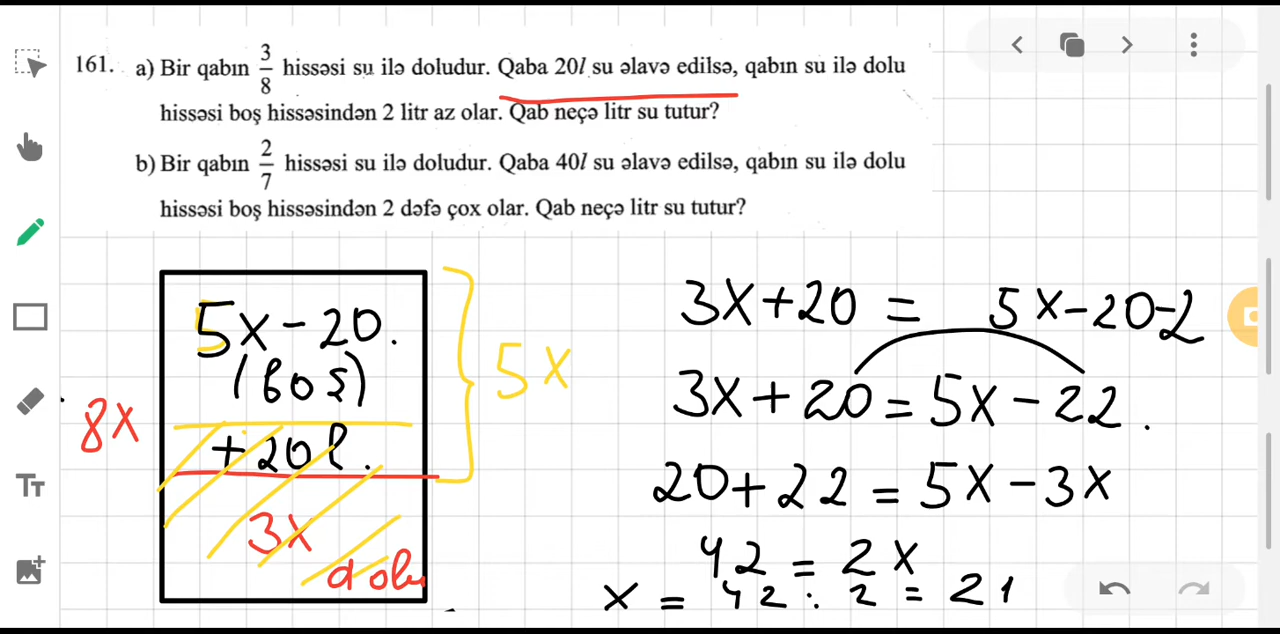 161. a) Bir qabın 3/8 hissəsi su ilə doludur. Qaba 20l su əlavə edilsə, qabın su ilə dolu
hissəsi boş hissəsindən 2 litr az olar. Qab neçə litr su tutur?
b) Bir qabın 2/7 hissəsi su ilə doludur. Qaba 40l su əlavə edilsə, qabın su ilə dolu
hissəsi boş hissəsindən 2 dəfə çox olar. Qab neçə litr su tutur?
5x-20.
(boş)
+20l.
3x
dolu
8x
5x
3x+20 = 5x-20-2
3x+20=5x-22.
20+22=5x-3x
42=2x
x = 42:2=21
Tт